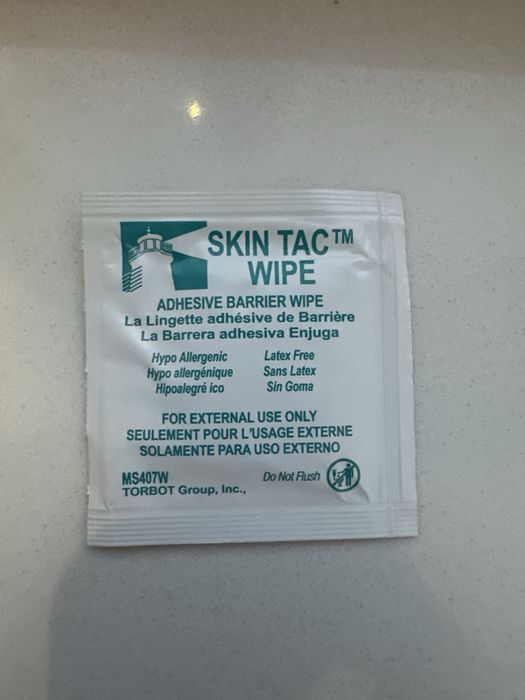 SKIN TAC™
WIPE
ADHESIVE BARRIER WIPE
La Lingette adhésive de Barrière
La Barrera adhesiva Enjuga
Hypo Allergenic Latex Free
Hypo allergénique Sans Latex
Hipoalegré ico Sin Goma
FOR EXTERNAL USE ONLY
SEULEMENT POUR L'USAGE EXTERNE
SOLAMENTE PARA USO EXTERNO
MS407W Do Not Flush
TORBOT Group, Inc.,